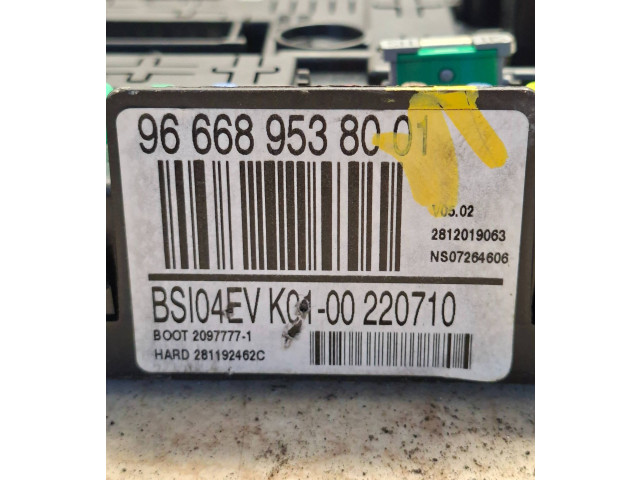 96 668 953 80 01
V05.02
2812019063
NS07264606
BSI04EV K01-00 220710
BOOT 2097777-1
HARD 281192462C